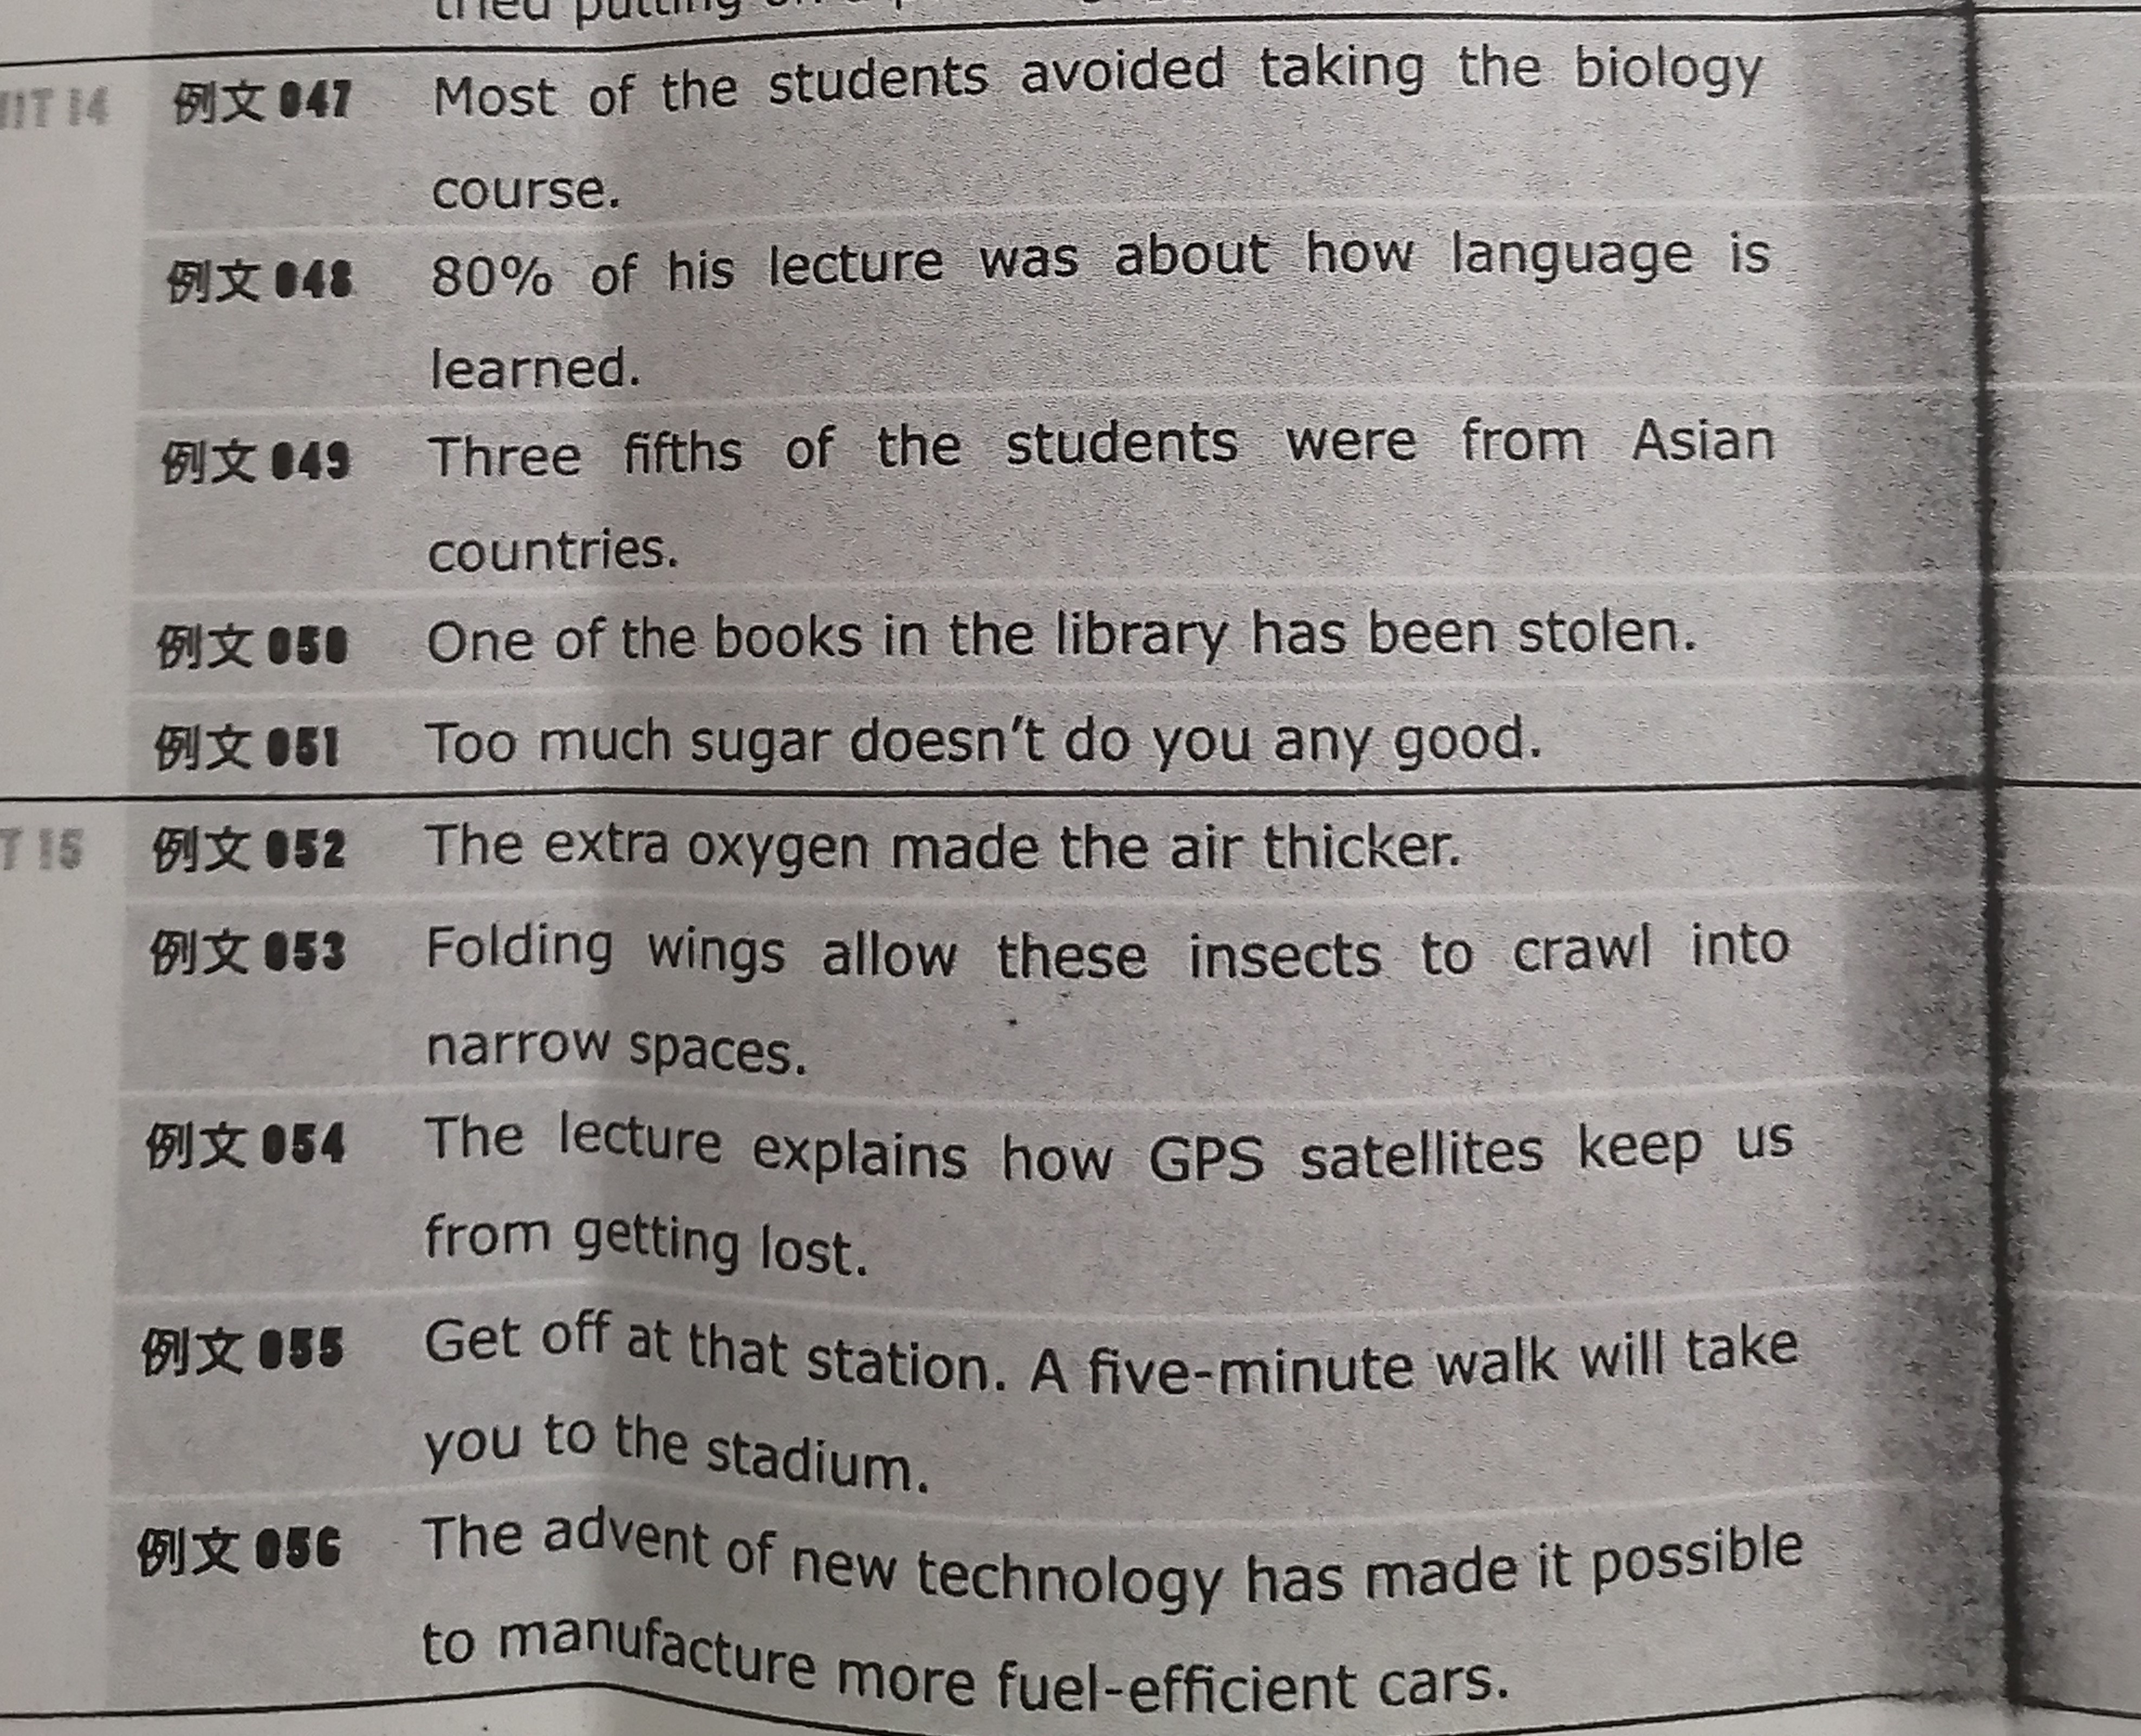 tried putting on a
UNIT 14 例文 047 Most of the students avoided taking the biology
course.
例文 048 80% of his lecture was about how language is
learned.
例文 049 Three fifths of the students were from Asian
countries.
例文 050 One of the books in the library has been stolen.
例文 051 Too much sugar doesn't do you any good.
T 15 例文 052 The extra oxygen made the air thicker.
例文 053 Folding wings allow these insects to crawl into
narrow spaces.
例文 054 The lecture explains how GPS satellites keep us
from getting lost.
例文 055 Get off at that station. A five-minute walk will take
you to the stadium.
例文 056 The advent of new technology has made it possible
to manufacture more fuel-efficient cars.